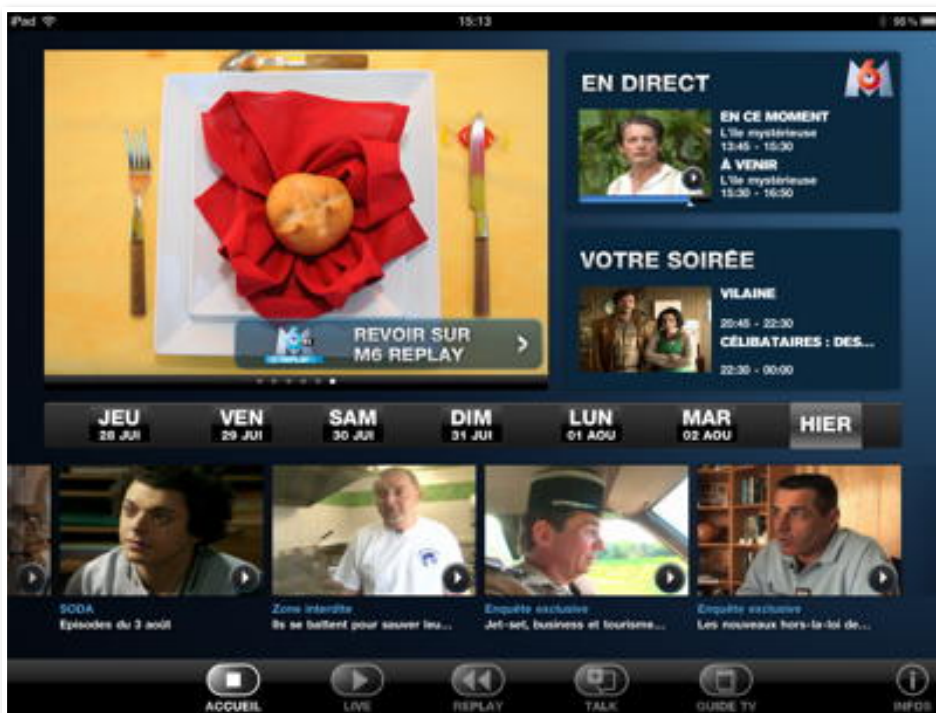 iPad
15:13
95 %
EN DIRECT
M6
EN CE MOMENT
L'île mystérieuse
13:45 - 15:30
À VENIR
L'île mystérieuse
15:30 - 16:50
VOTRE SOIRÉE
VILAINE
20:45 - 22:30
CÉLIBATAIRES : DES...
22:30 - 00:00
M6
REPLAY
REVOIR SUR
M6 REPLAY
JEU
28 JUI
VEN
29 JUI
SAM
30 JUI
DIM
31 JUI
LUN
01 AOU
MAR
02 AOU
HIER
SODA
Episodes du 3 août
Zone interdite
Ils se battent pour sauver leu...
Enquête exclusive
Jet-set, business et tourisme...
Enquête exclusive
Les nouveaux hors-la-loi de...
ACCUEIL
LIVE
REPLAY
TALK
GUIDE TV
INFOS